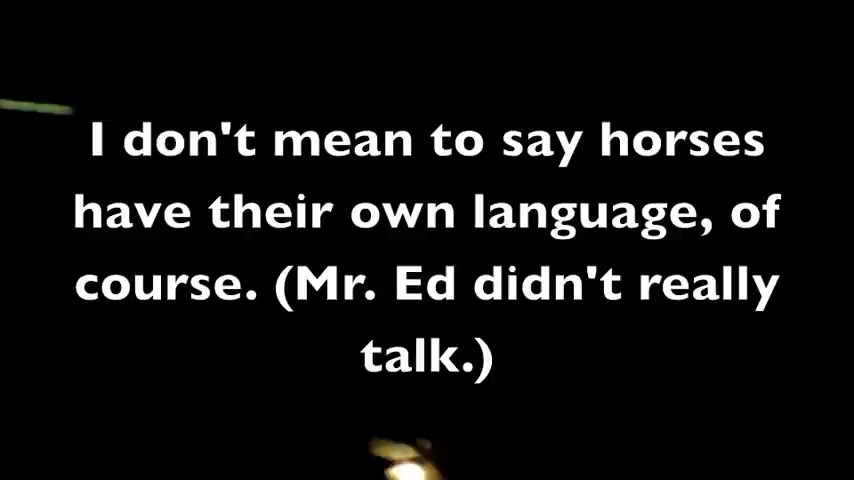 I don't mean to say horses
have their own language, of
course. (Mr. Ed didn't really
talk.)